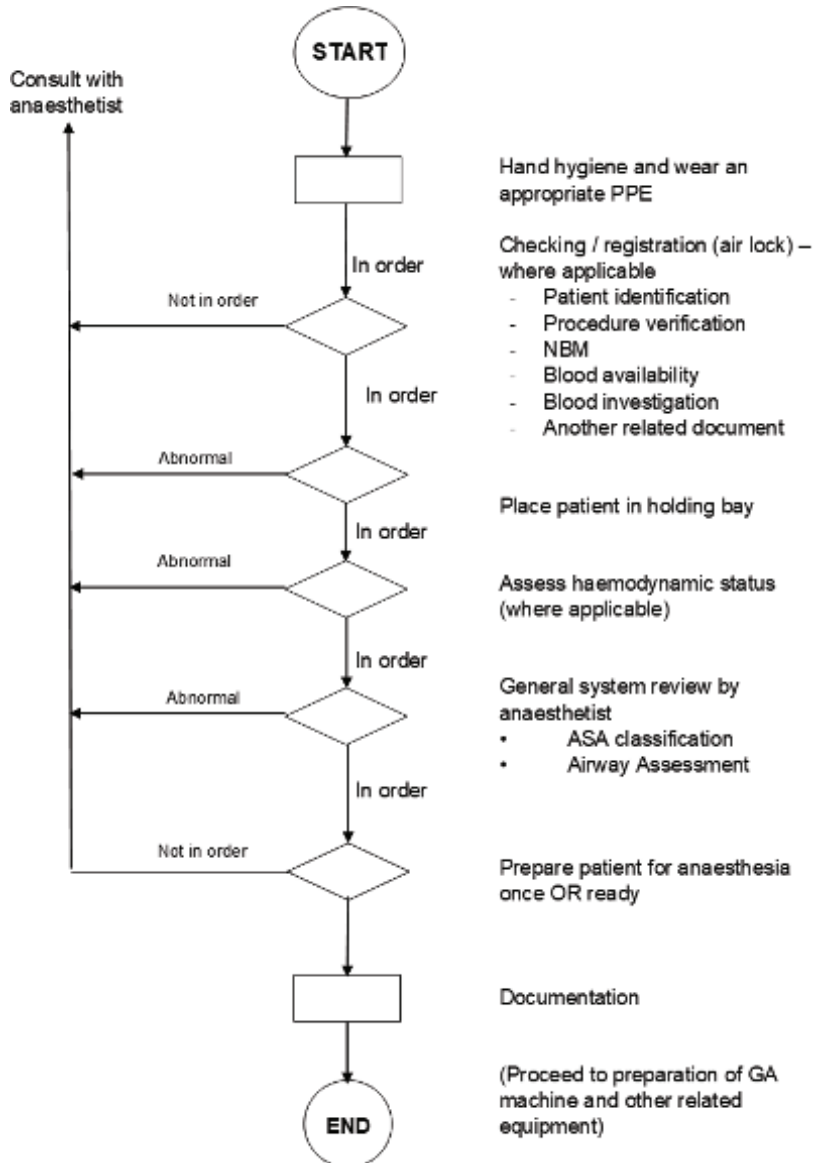 START
Consult with
anaesthetist
Hand hygiene and wear an
appropriate PPE
In order
Checking / registration (air lock) –
where applicable
- Patient identification
- Procedure verification
- NBM
- Blood availability
- Blood investigation
- Another related document
Not in order
In order
Abnormal
Place patient in holding bay
In order
Abnormal
Assess haemodynamic status
(where applicable)
In order
Abnormal
General system review by
anaesthetist
• ASA classification
• Airway Assessment
In order
Not in order
Prepare patient for anaesthesia
once OR ready
Documentation
(Proceed to preparation of GA
machine and other related
equipment)
END